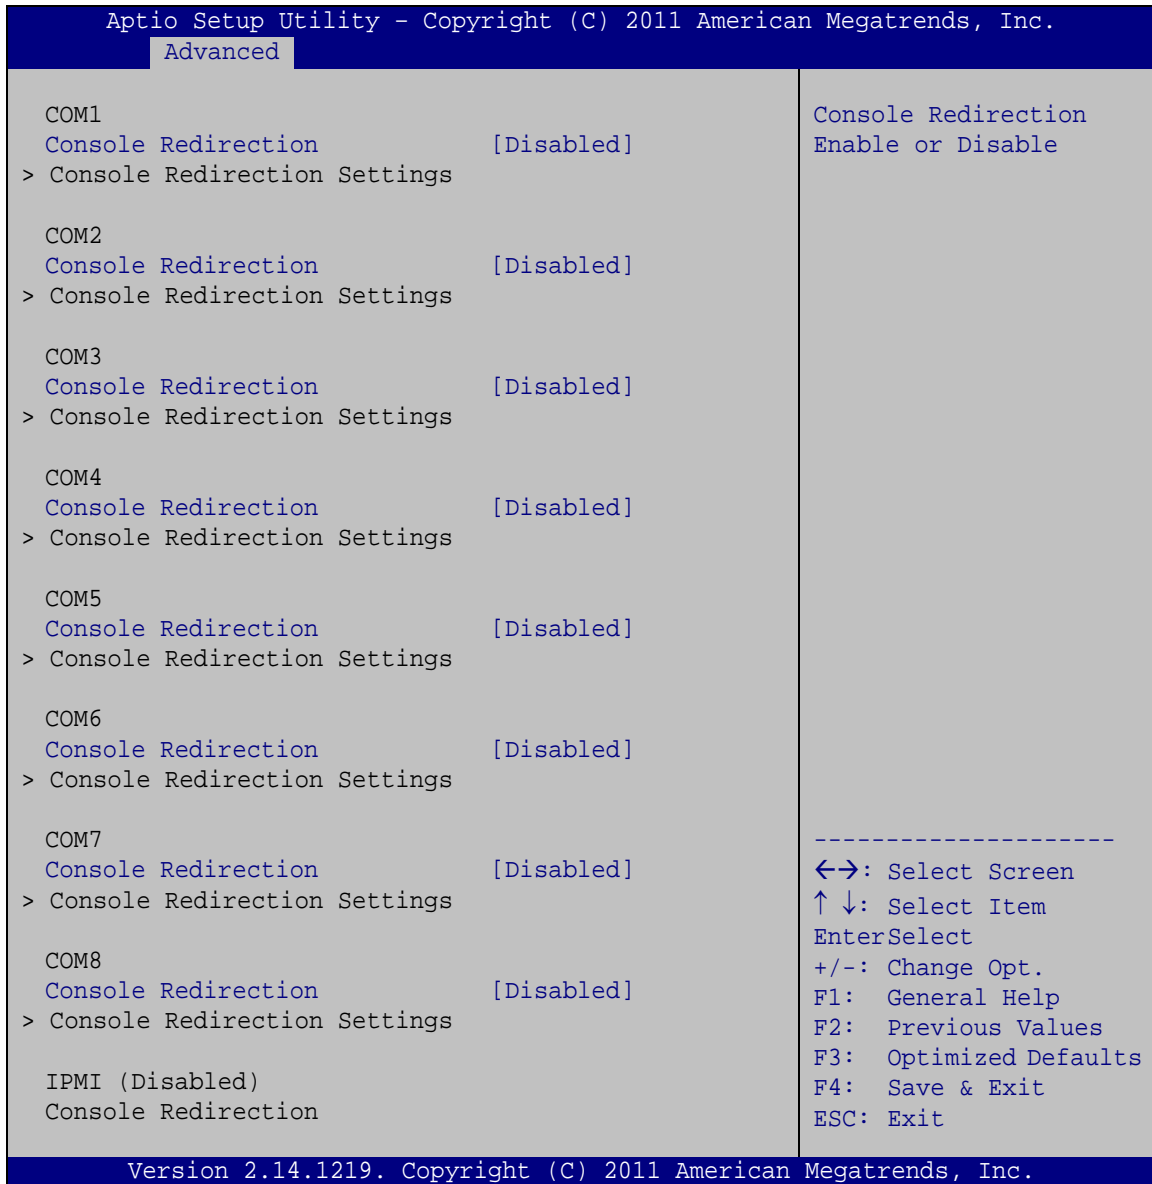 Aptio Setup Utility – Copyright (C) 2011 American Megatrends, Inc.
Advanced
COM1
Console Redirection [Disabled]
> Console Redirection Settings
COM2
Console Redirection [Disabled]
> Console Redirection Settings
COM3
Console Redirection [Disabled]
> Console Redirection Settings
COM4
Console Redirection [Disabled]
> Console Redirection Settings
COM5
Console Redirection [Disabled]
> Console Redirection Settings
COM6
Console Redirection [Disabled]
> Console Redirection Settings
COM7
Console Redirection [Disabled]
> Console Redirection Settings
COM8
Console Redirection [Disabled]
> Console Redirection Settings
IPMI (Disabled)
Console Redirection
Console Redirection
Enable or Disable
---------------------
←→: Select Screen
↑ ↓: Select Item
EnterSelect
+/-: Change Opt.
F1: General Help
F2: Previous Values
F3: Optimized Defaults
F4: Save & Exit
ESC: Exit
Version 2.14.1219. Copyright (C) 2011 American Megatrends, Inc.